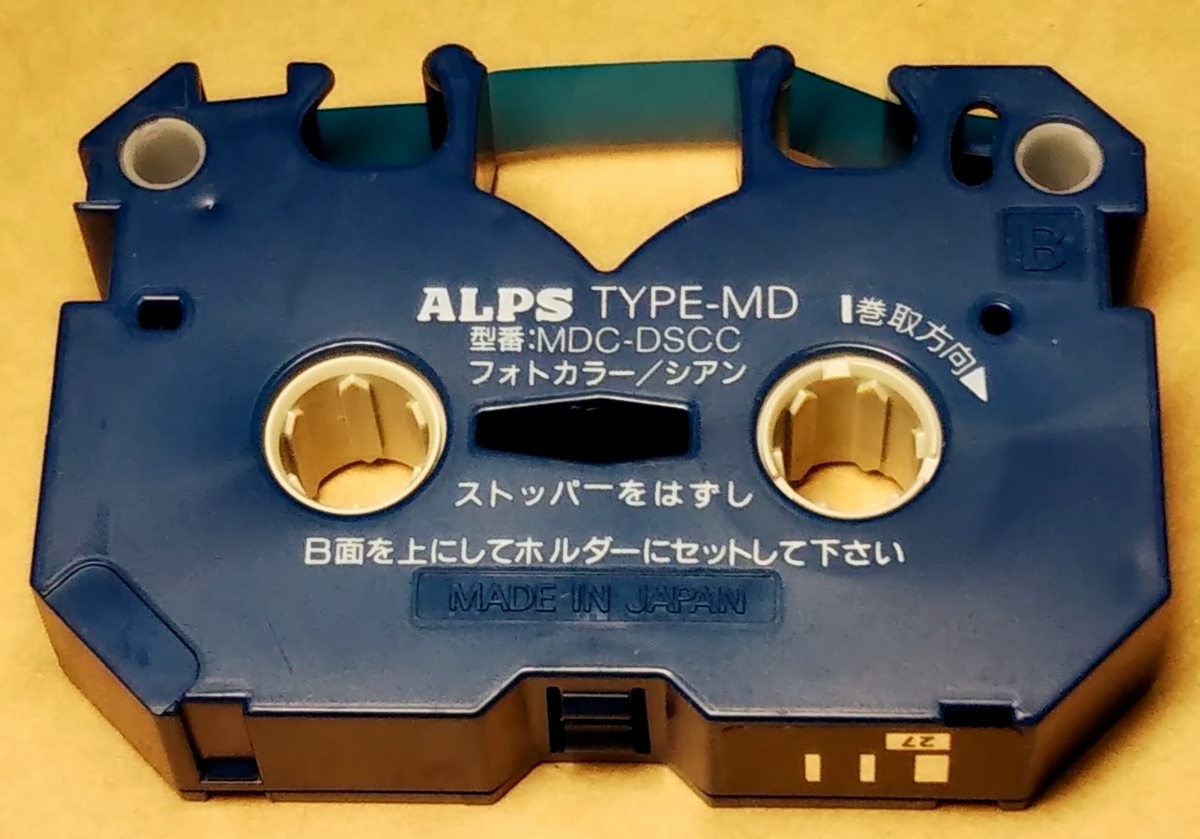 B
ALPS TYPE-MD
巻取方向
型番:MDC-DSCC
フォトカラー/シアン
ストッパーをはずし
B面を上にしてホルダーにセットして下さい
MADE IN JAPAN
27